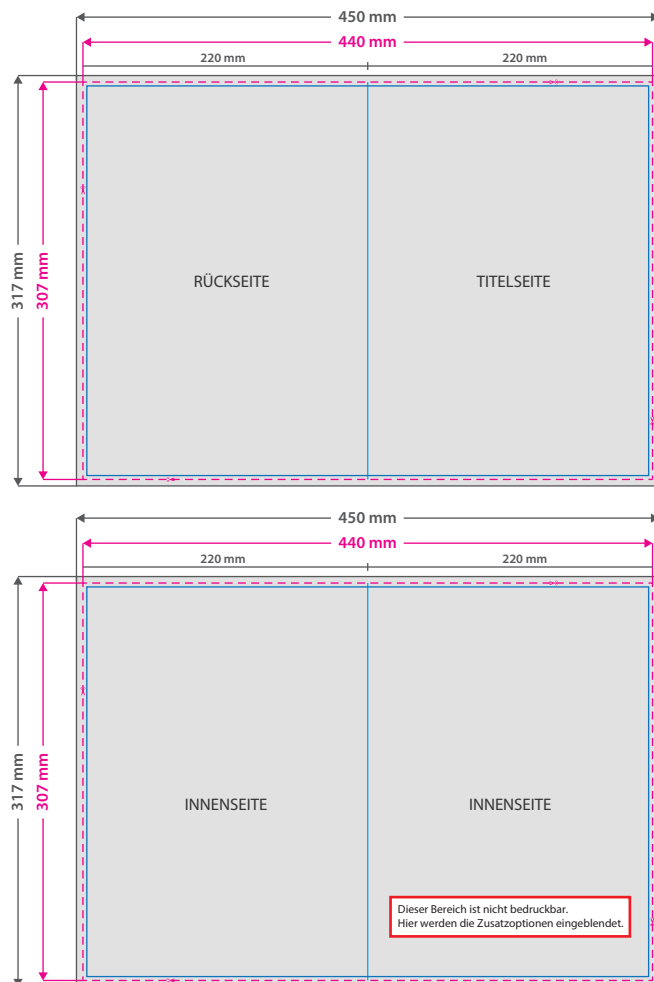 450 mm
440 mm
220 mm 220 mm
317 mm
307 mm
RÜCKSEITE TITELSEITE
450 mm
440 mm
220 mm 220 mm
317 mm
307 mm
INNENSEITE INNENSEITE
Dieser Bereich ist nicht bedruckbar.
Hier werden die Zusatzoptionen eingeblendet.